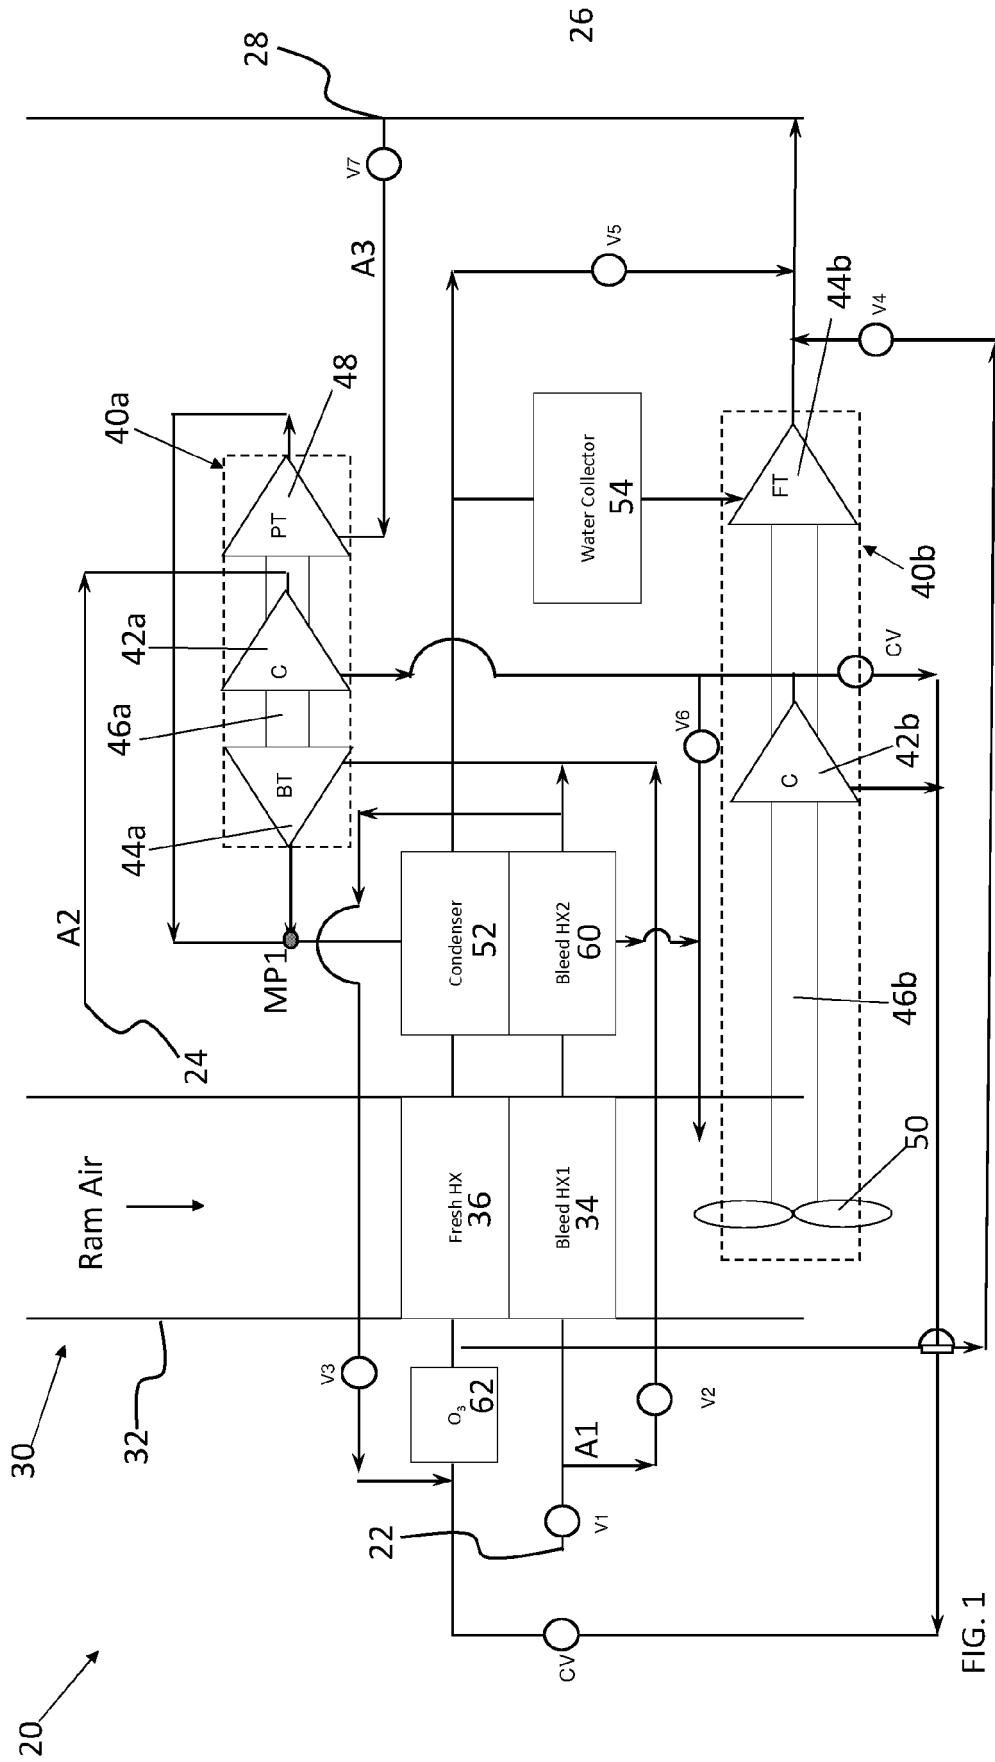 20
30
Ram Air
A2
24
32
MP1
44a
BT
46a
42a
C
40a
PT
48
28
V7
A3
V3
22
O₃
62
Fresh HX
36
Condenser
52
Water Collector
54
V5
26
V1
CV
A1
Bleed HX1
34
Bleed HX2
60
V2
V6
C
FT
44b
V4
50
46b
42b
CV
40b
FIG. 1